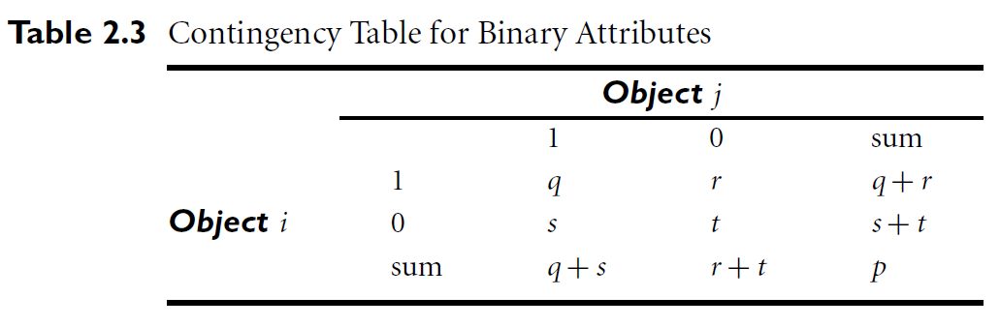 Table 2.3 Contingency Table for Binary Attributes
Object j
1 0 sum
1 q r q + r
Object i 0 s t s + t
sum q + s r + t p